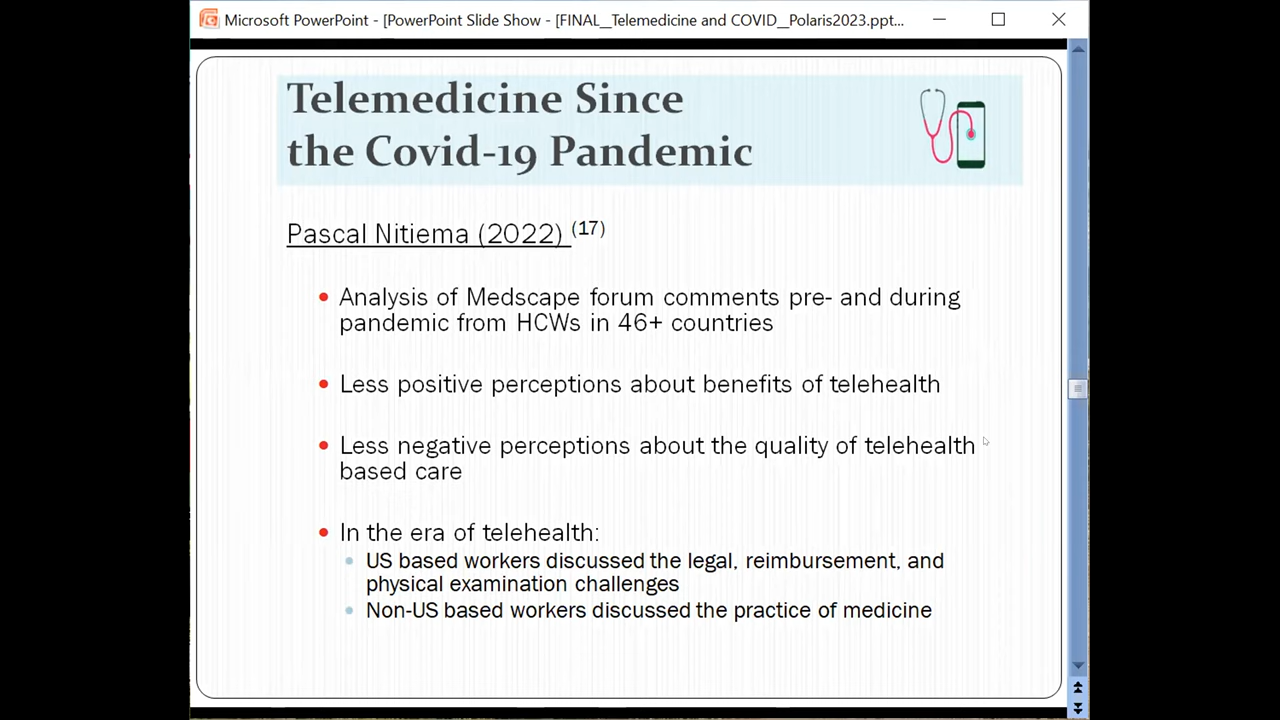 Microsoft PowerPoint - [PowerPoint Slide Show - [FINAL__Telemedicine and COVID__Polaris2023.ppt...
Telemedicine Since
the Covid-19 Pandemic
Pascal Nitiema (2022) (17)
• Analysis of Medscape forum comments pre- and during
pandemic from HCWs in 46+ countries
• Less positive perceptions about benefits of telehealth
• Less negative perceptions about the quality of telehealth
based care
• In the era of telehealth:
• US based workers discussed the legal, reimbursement, and
physical examination challenges
• Non-US based workers discussed the practice of medicine